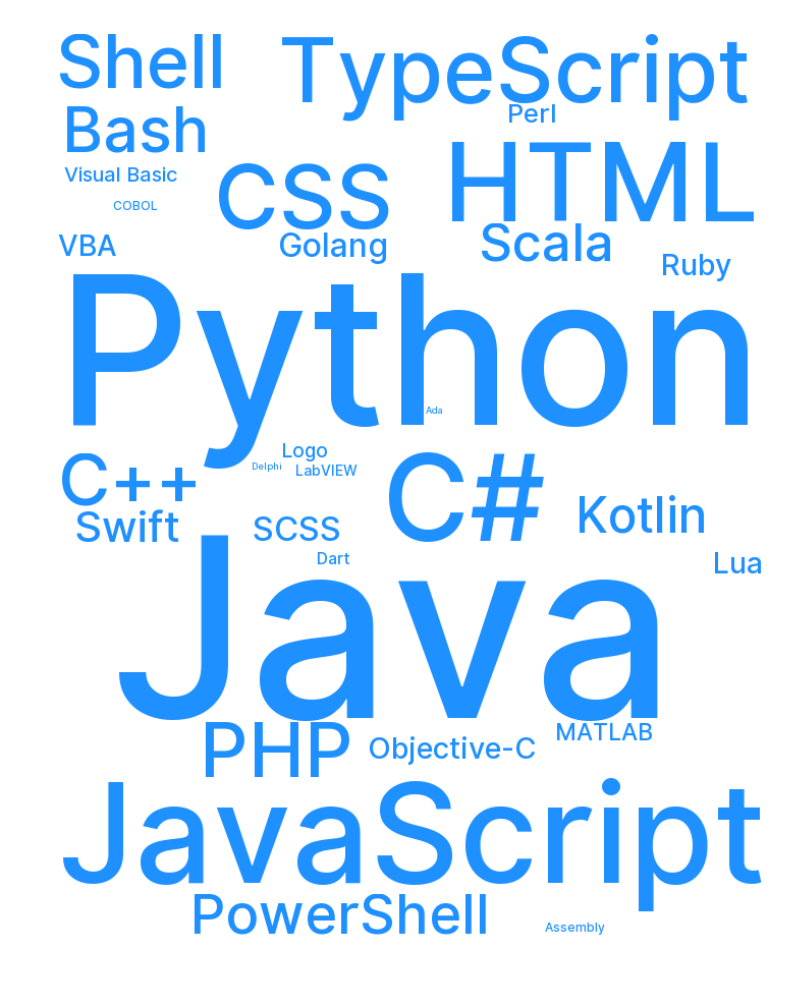 Shell
TypeScript
Perl
Bash
HTML
Visual Basic
CSS
COBOL
VBA
Golang
Scala
Ruby
Python
Ada
Logo
Delphi
LabVIEW
C++
C#
Kotlin
Swift
SCSS
Dart
Lua
Java
PHP
Objective-C
MATLAB
JavaScript
PowerShell
Assembly